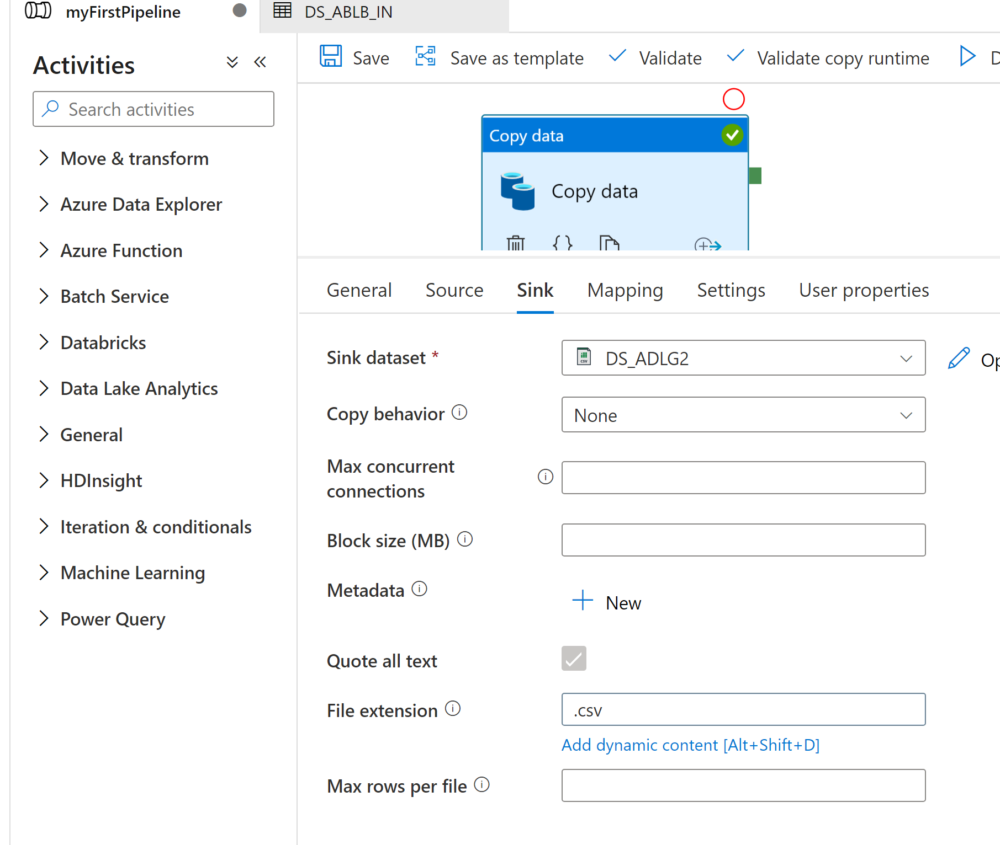 myFirstPipeline
DS_ABLB_IN
Activities
Search activities
Move & transform
Azure Data Explorer
Azure Function
Batch Service
Databricks
Data Lake Analytics
General
HDInsight
Iteration & conditionals
Machine Learning
Power Query
Save
Save as template
Validate
Validate copy runtime
Copy data
Copy data
General
Source
Sink
Mapping
Settings
User properties
Sink dataset *
DS_ADLG2
Copy behavior
None
Max concurrent
connections
Block size (MB)
Metadata
New
Quote all text
File extension
.csv
Add dynamic content [Alt+Shift+D]
Max rows per file